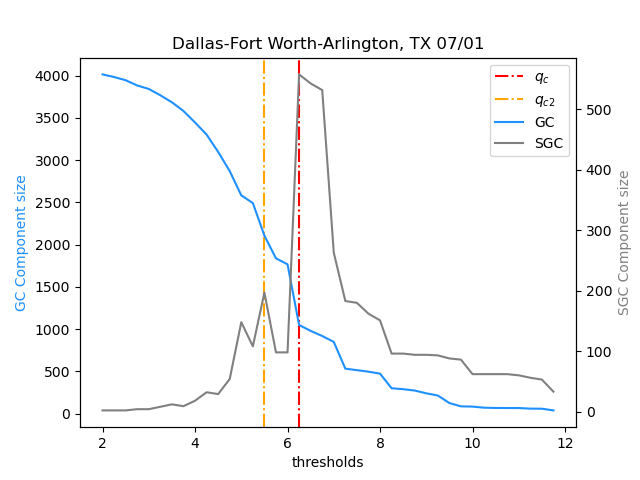 Dallas-Fort Worth-Arlington, TX 07/01
GC Component size
4000
3500
3000
2500
2000
1500
1000
500
0
q_c
q_c2
GC
SGC
500
400
300
200
100
0
SGC Component size
2 4 6 8 10 12
thresholds